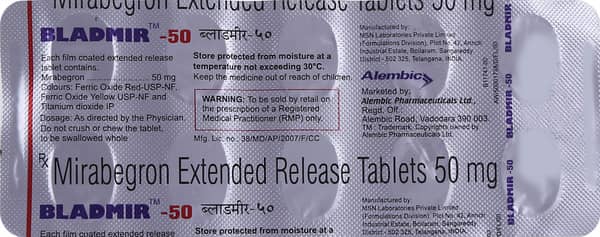 Mirabegron Extended Release Tablets 50 mg
BLADMIR™ -50 ब्लाडमीर-५०
Each film coated extended release
tablet contains.
Mirabegron .................... 50 mg
Colours: Ferric Oxide Red-USP-NF.
Ferric Oxide Yellow USP-NF and
Titanium dioxide IP
Dosage: As directed by the Physician.
Do not crush or chew the tablet,
to be swallowed whole
Store protected from moisture at a
temperature not exceeding 30°C.
Keep the medicine out of reach of children.
WARNING: To be sold by retail on
the prescription of a Registered
Medical Practitioner (RMP) only.
Mfg. Lic. no.: 38/MD/AP/2007/F/CC
Manufactured by:
MSN Laboratories Private Limited
(Formulations Division), Plot No. 42, Anrich
Industrial Estate, Bollaram, Sangareddy
District - 502 325, Telangana, INDIA.
Alembic
Marketed by:
Alembic Pharmaceuticals Ltd.,
Regd. Off.:
Alembic Road, Vadodara 390 003.
TM : Trademark, Copyrights owned by
Alembic Pharmaceuticals Ltd.
BLADMIR™ -50
Rx Mirabegron Extended Release Tablets 50 mg
BLADMIR™ -50 ब्लाडमीर-५०
Each film coated extended release
Store protected from moisture at a
Manufactured by:
MSN Laboratories Private Limited
(Formulations Division), Plot No. 42, Anrich
Industrial Estate, Bollaram, Sangareddy
District - 502 325, Telangana, INDIA.
BLADMIR™ -50